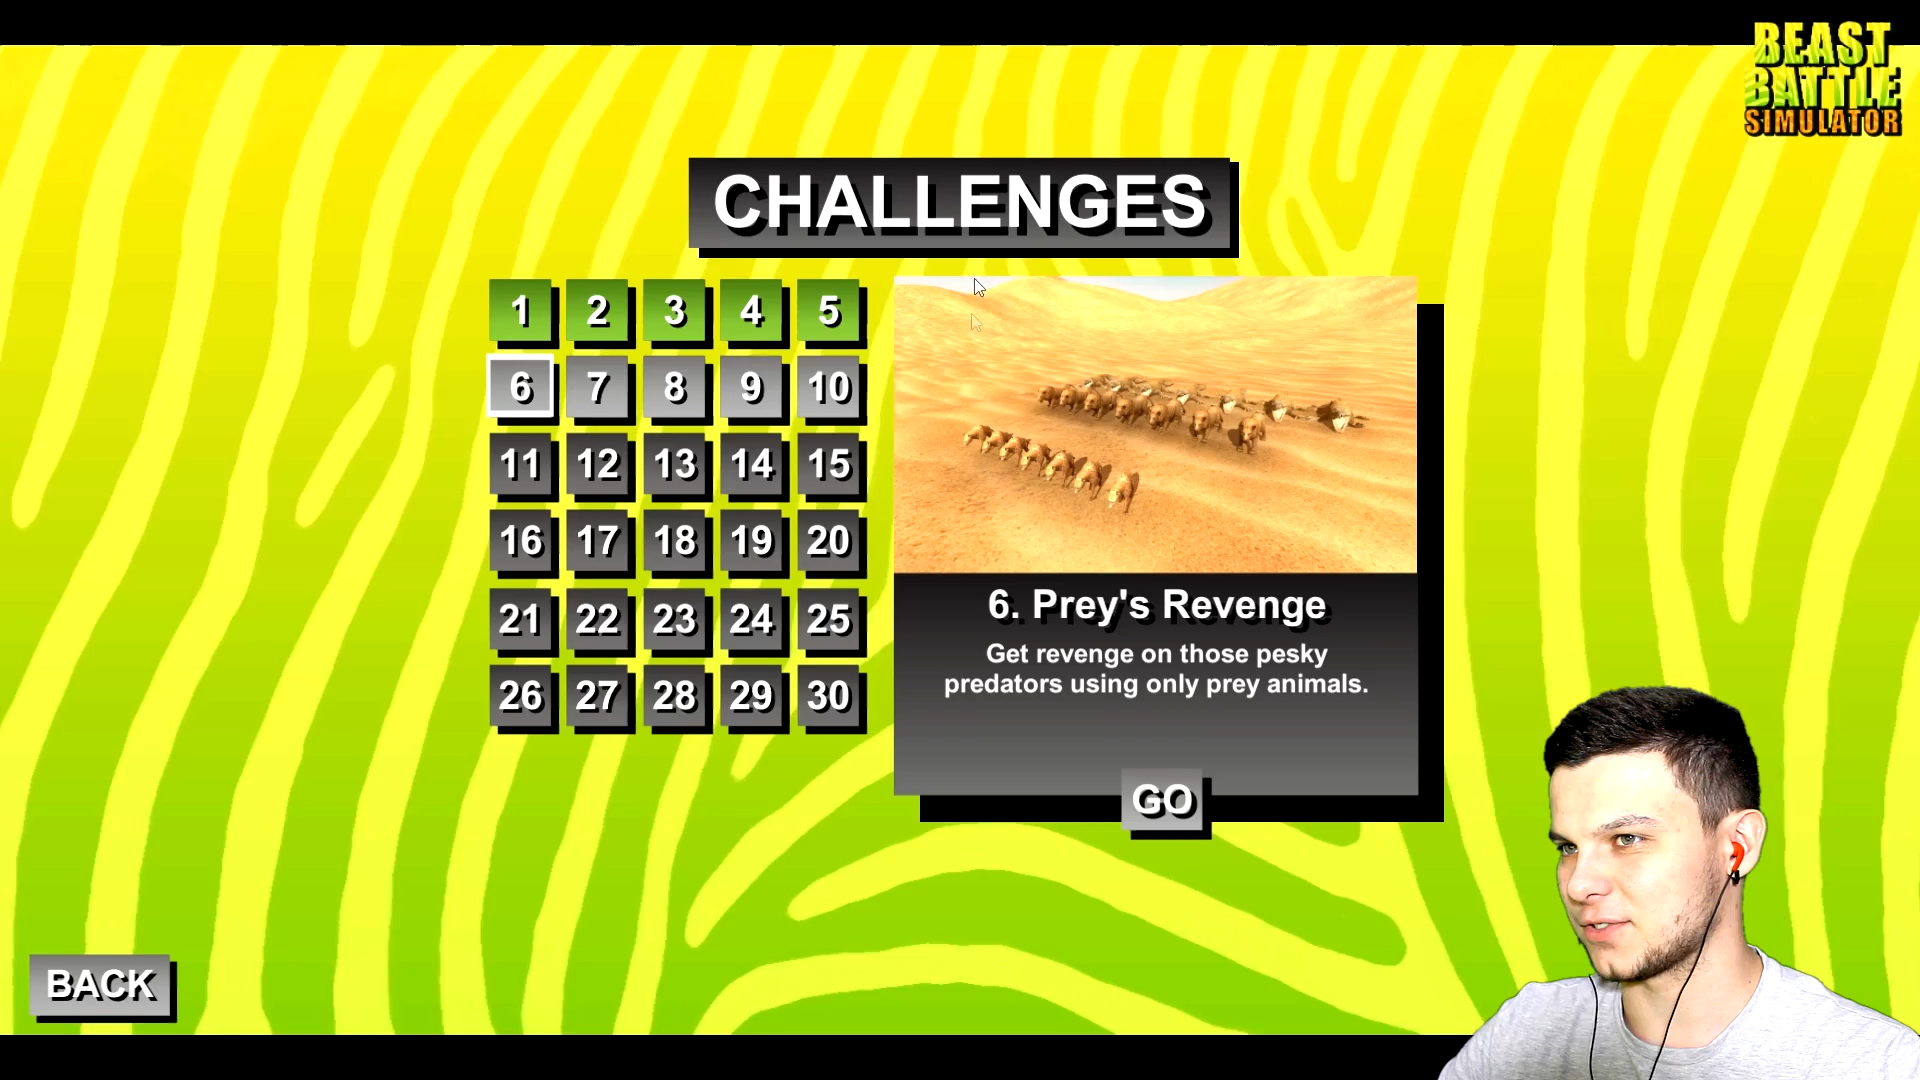 BEAST
BATTLE
SIMULATOR
CHALLENGES
1 2 3 4 5
6 7 8 9 10
11 12 13 14 15
16 17 18 19 20
21 22 23 24 25
26 27 28 29 30
6. Prey's Revenge
Get revenge on those pesky
predators using only prey animals.
GO
BACK